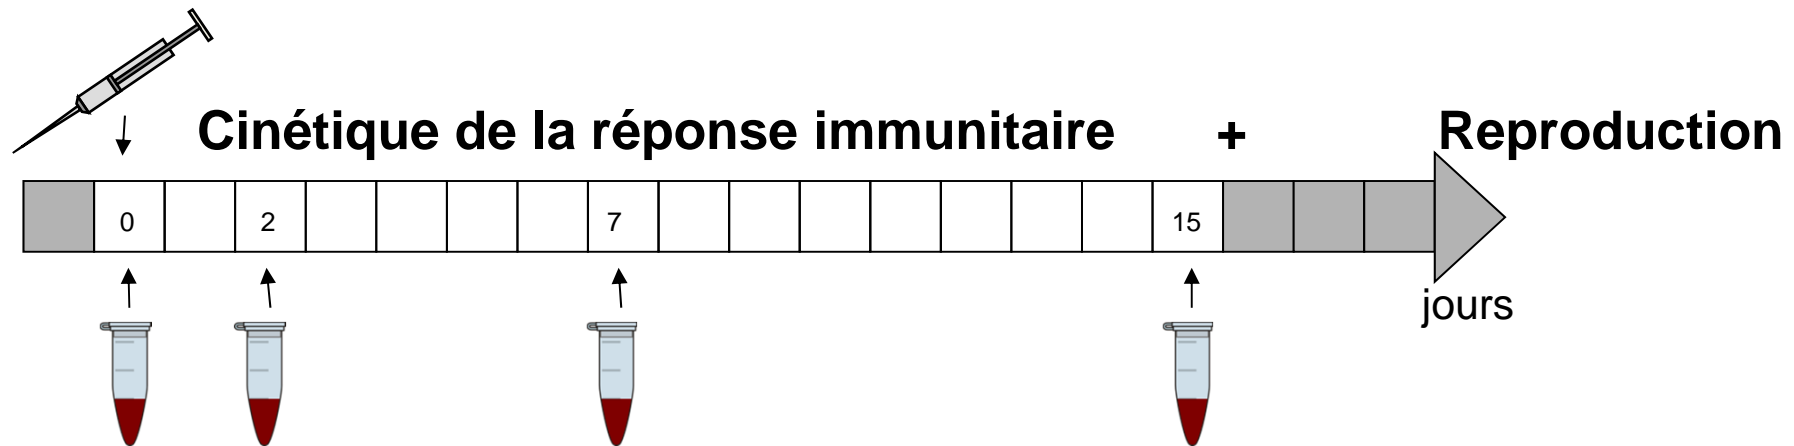 Cinétique de la réponse immunitaire + Reproduction
0 2 7 15
jours